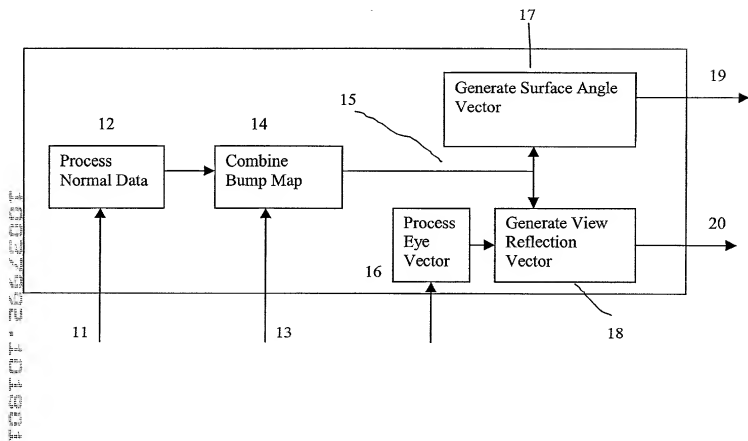 17
Generate Surface Angle
Vector
19
15
12
14
Process
Normal Data
Combine
Bump Map
Process
Eye
Vector
16
Generate View
Reflection
Vector
20
11
13
18